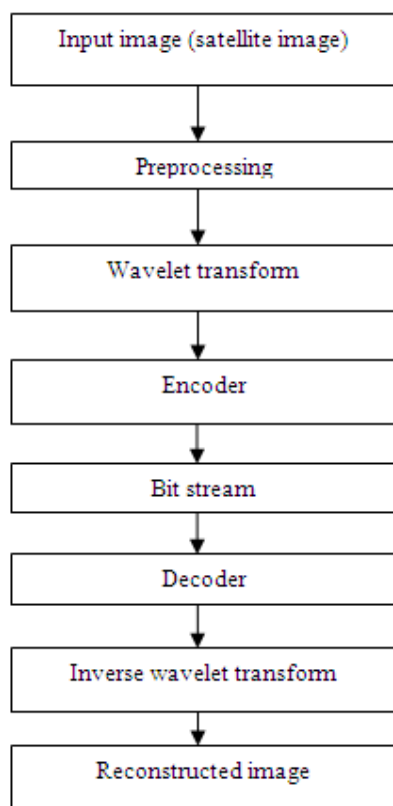 Input image (satellite image)
Preprocessing
Wavelet transform
Encoder
Bit stream
Decoder
Inverse wavelet transform
Reconstructed image